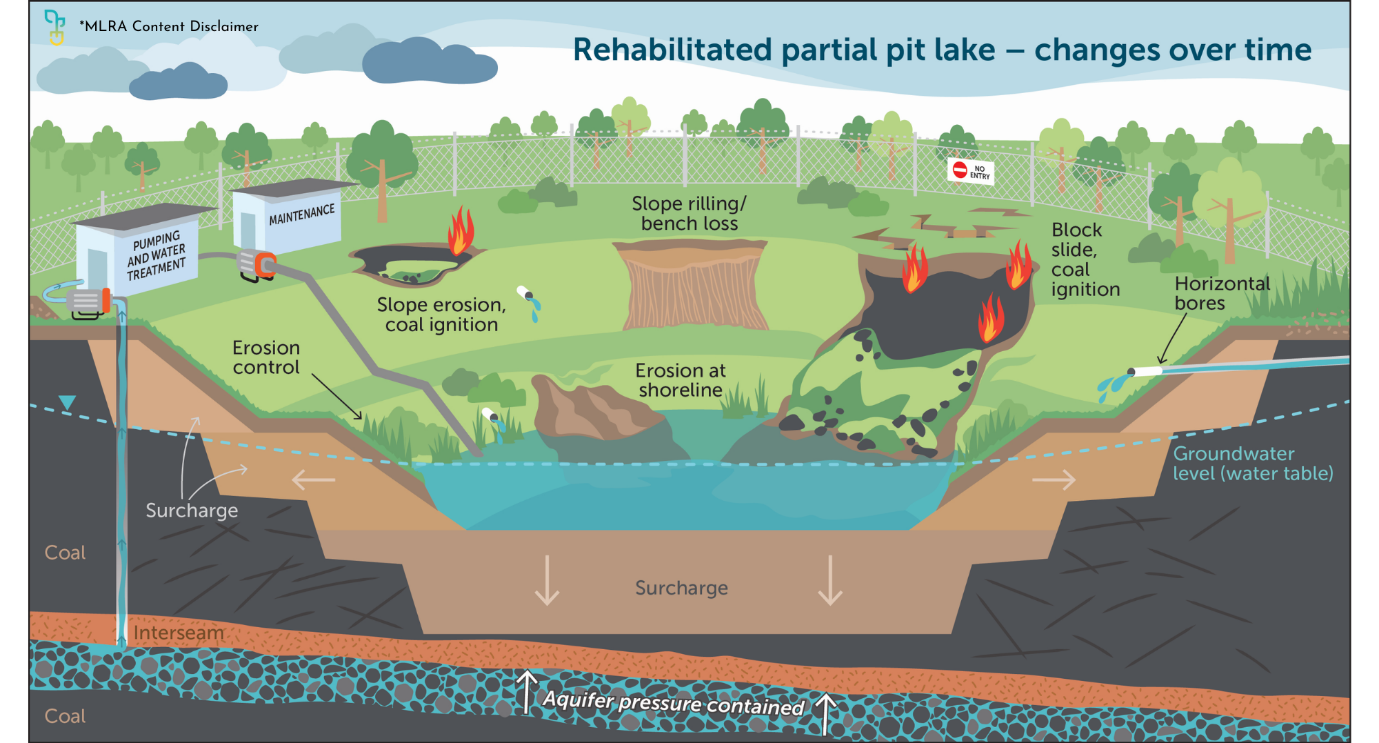 *MLRA Content Disclaimer
Rehabilitated partial pit lake – changes over time
NO
ENTRY
MAINTENANCE
PUMPING
AND WATER
TREATMENT
Slope rilling/
bench loss
Block
slide,
coal
ignition
Horizontal
bores
Slope erosion,
coal ignition
Erosion
control
Erosion at
shoreline
Groundwater
level (water table)
Surcharge
Coal
Surcharge
Interseam
Aquifer pressure contained
Coal